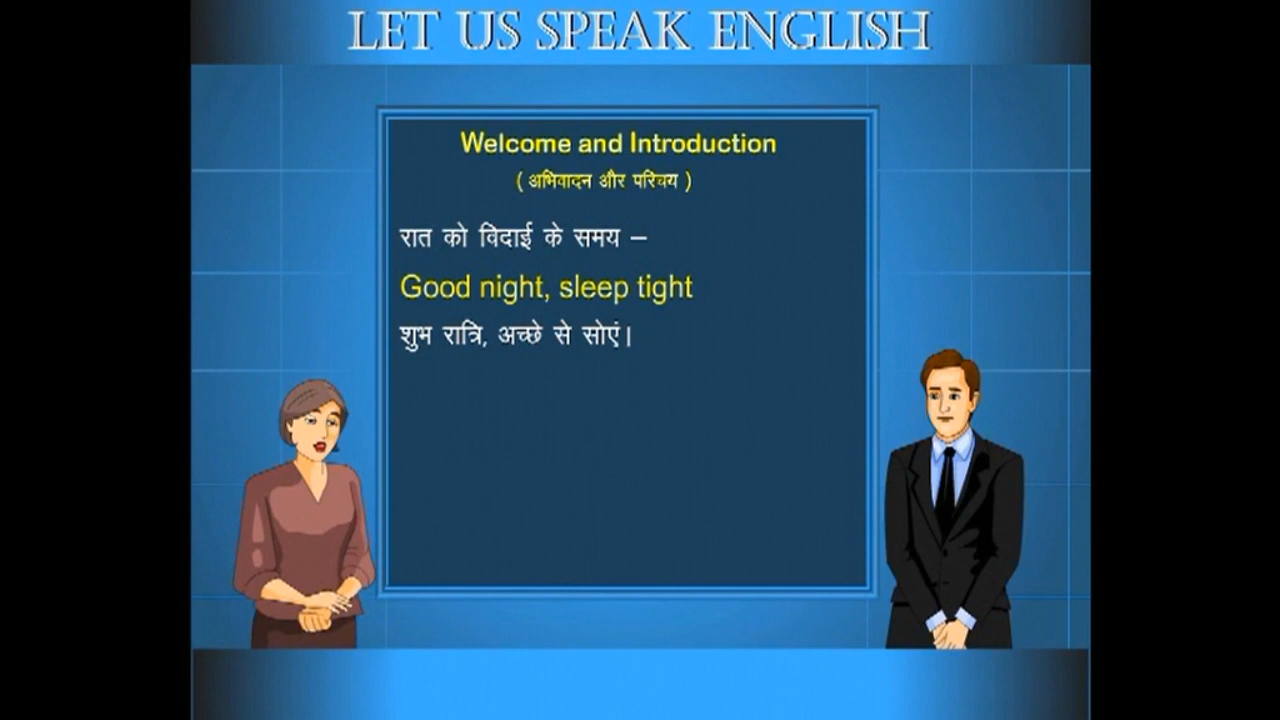 LET US SPEAK ENGLISH
Welcome and Introduction
( अभिवादन और परिचय )
रात को विदाई के समय –
Good night, sleep tight
शुभ रात्रि, अच्छे से सोएं।